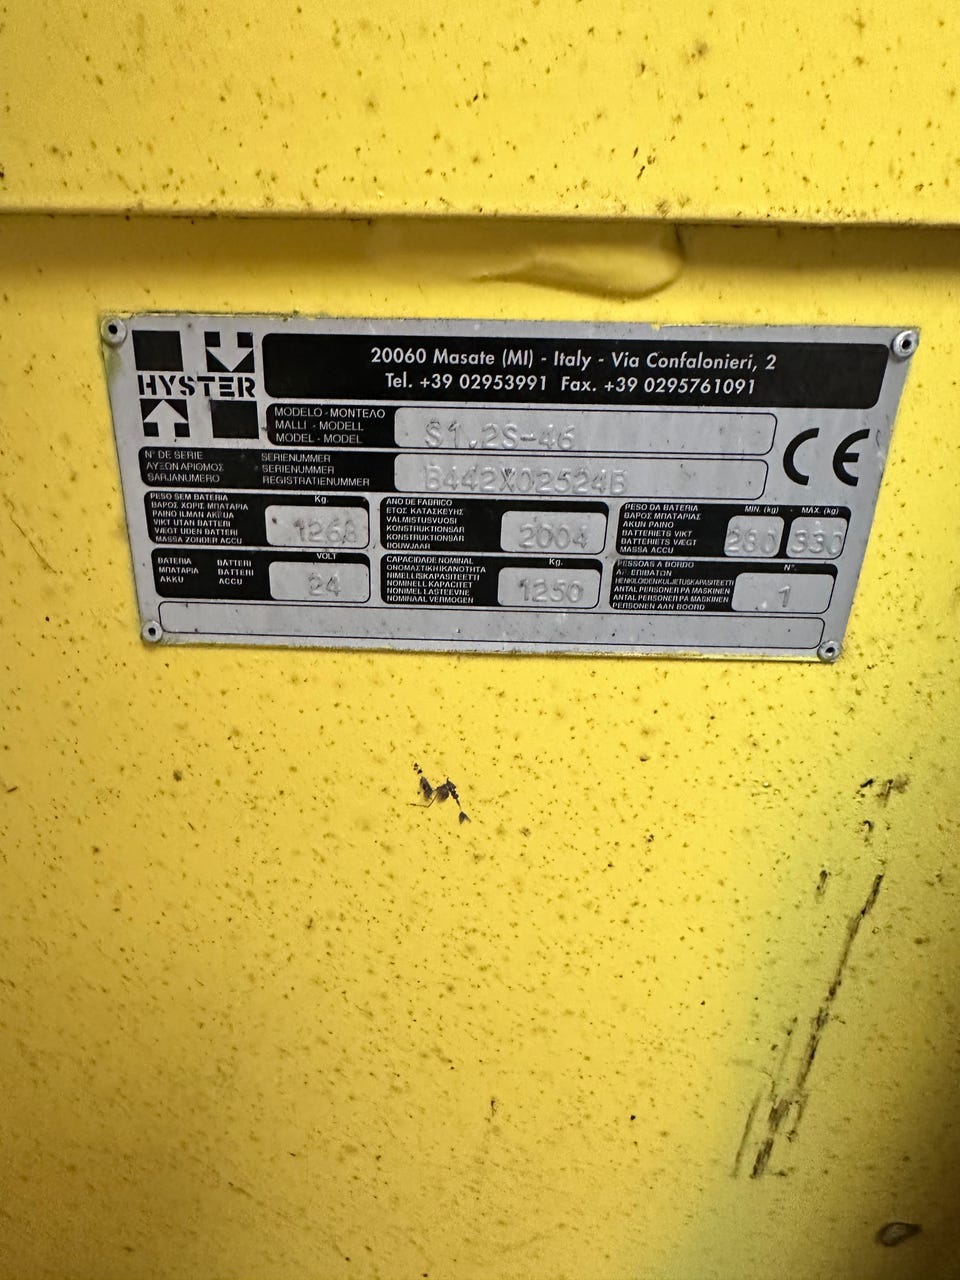 HYSTER
20060 Masate (MI) - Italy - Via Confalonieri, 2
Tel. +39 02953991 Fax. +39 0295761091
MODELO - ΜΟΝΤΕΛΟ
MALLI - MODELL
MODEL - MODEL
S1.2S-46
CE
N° DE SERIE SERIENUMMER
ΑΥΞΩΝ ΑΡΙΘΜΟΣ SERIENUMMER
SARJANUMERO REGISTRATIENUMMER
B442X02524B
PESO SEM BATERIA Kg.
ΒΑΡΟΣ ΧΩΡΙΣ ΜΠΑΤΑΡΙΑ
PAINO ILMAN AKKUA
VIKT UTAN BATTERI
VÆGT UDEN BATTERI
MASSA ZONDER ACCU
1268
ANO DE FABRICO
ΕΤΟΣ ΚΑΤΑΣΚΕΥΗΣ
VALMISTUSVUOSI
KONSTRUKTIONSÅR
KONSTRUKTIONSÅR
BOUWJAAR
2004
PESO DA BATERIA MIN. (kg) MAX. (kg)
ΒΑΡΟΣ ΜΠΑΤΑΡΙΑΣ
AKUN PAINO
BATTERIETS VIKT
BATTERIETS VÆGT
MASSA ACCU
280 330
BATERIA BATTERI VOLT
ΜΠΑΤΑΡΙΑ BATTERI
AKKU ACCU
24
CAPACIDADE NOMINAL Kg.
ΟΝΟΜΑΣΤΙΚΗ ΙΚΑΝΟΤΗΤΑ
NIMELLISKAPASITEETTI
NOMINELL KAPACITET
NOMINEL LASTEEVNE
NOMINAAL VERMOGEN
1250
PESSOAS A BORDO N°.
ΑΡ. ΕΠΙΒΑΤΩΝ
HENKILÖIDENKULJETUSKAPASITEETTI
ANTAL PERSONER PÅ MASKINEN
ANTAL PERSONER PÅ MASKINEN
PERSONEN AAN BOORD
1